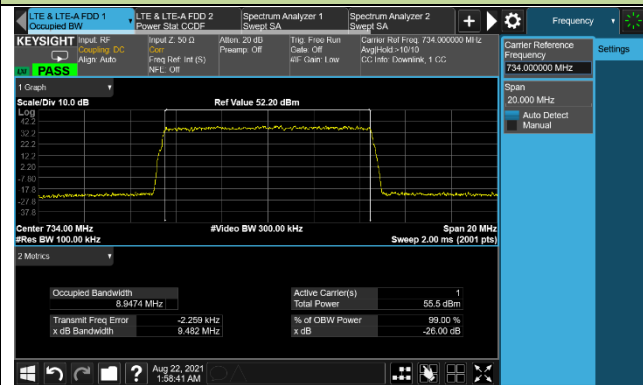 LTE & LTE-A FDD 1
Occupied BW
LTE & LTE-A FDD 2
Power Stat CCDF
Spectrum Analyzer 1
Swept SA
Spectrum Analyzer 2
Swept SA
Frequency
KEYSIGHT
Input: RF
Coupling: DC
Align: Auto
LXI
PASS
Input Z: 50 Ω
Corr
Freq Ref: Int (S)
NFE: Off
Atten: 20 dB
Preamp: Off
Trig: Free Run
Gate: Off
#IF Gain: Low
Carrier Ref Freq: 734.000000 MHz
Avg|Hold:>10/10
CC Info: Downlink, 1 CC
Carrier Reference
Frequency
734.000000 MHz
Settings
Span
20.000 MHz
Auto Detect
Manual
1 Graph
Scale/Div 10.0 dB
Ref Value 52.20 dBm
Log
42.2
32.2
22.2
12.2
2.20
-7.80
-17.8
-27.8
-37.8
Center 734.00 MHz
#Res BW 100.00 kHz
#Video BW 300.00 kHz
Span 20 MHz
Sweep 2.00 ms (2001 pts)
2 Metrics
Occupied Bandwidth
8.9474 MHz
Transmit Freq Error -2.259 kHz
x dB Bandwidth 9.482 MHz
Active Carrier(s) 1
Total Power 55.5 dBm
% of OBW Power 99.00 %
x dB -26.00 dB
?
Aug 22, 2021
1:58:41 AM